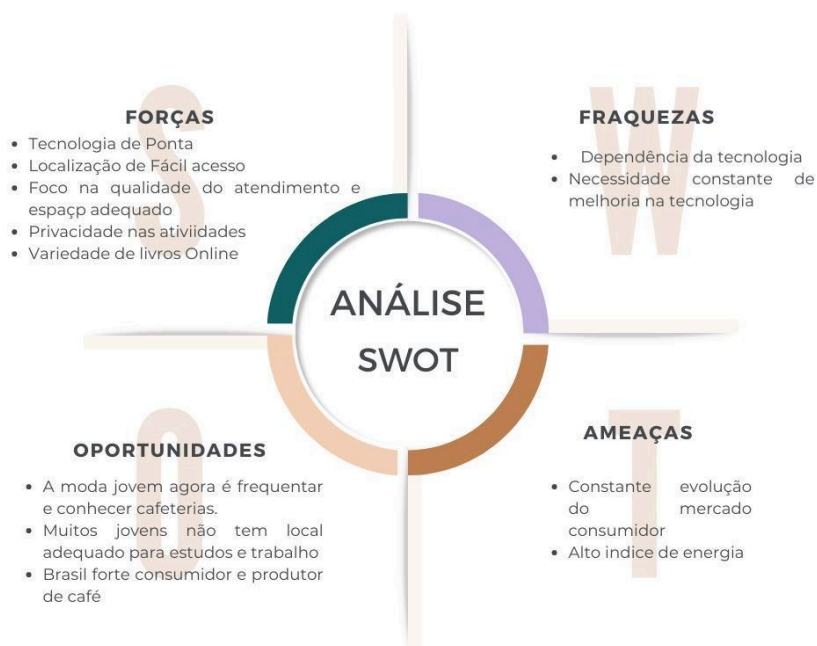 FORÇAS
• Tecnologia de Ponta
• Localização de Fácil acesso
• Foco na qualidade do atendimento e
espaçp adequado
• Privacidade nas ativiidades
• Variedade de livros Online
S
FRAQUEZAS
• Dependência da tecnologia
• Necessidade constante de
melhoria na tecnologia
W
ANÁLISE
SWOT
OPORTUNIDADES
• A moda jovem agora é frequentar
e conhecer cafeterias.
• Muitos jovens não tem local
adequado para estudos e trabalho
• Brasil forte consumidor e produtor
de café
O
AMEAÇAS
• Constante evolução
do mercado
consumidor
• Alto indice de energia
T